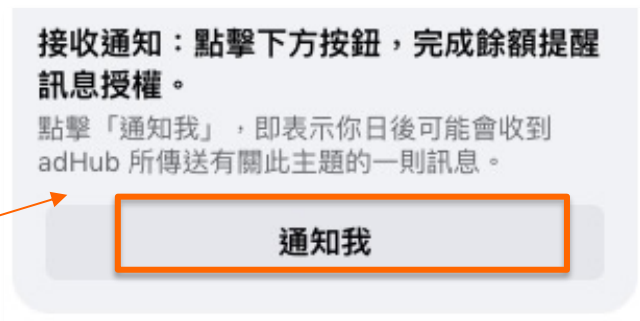 接收通知：點擊下方按鈕，完成餘額提醒
訊息授權。
點擊「通知我」，即表示你日後可能會收到
adHub 所傳送有關此主題的一則訊息。
通知我